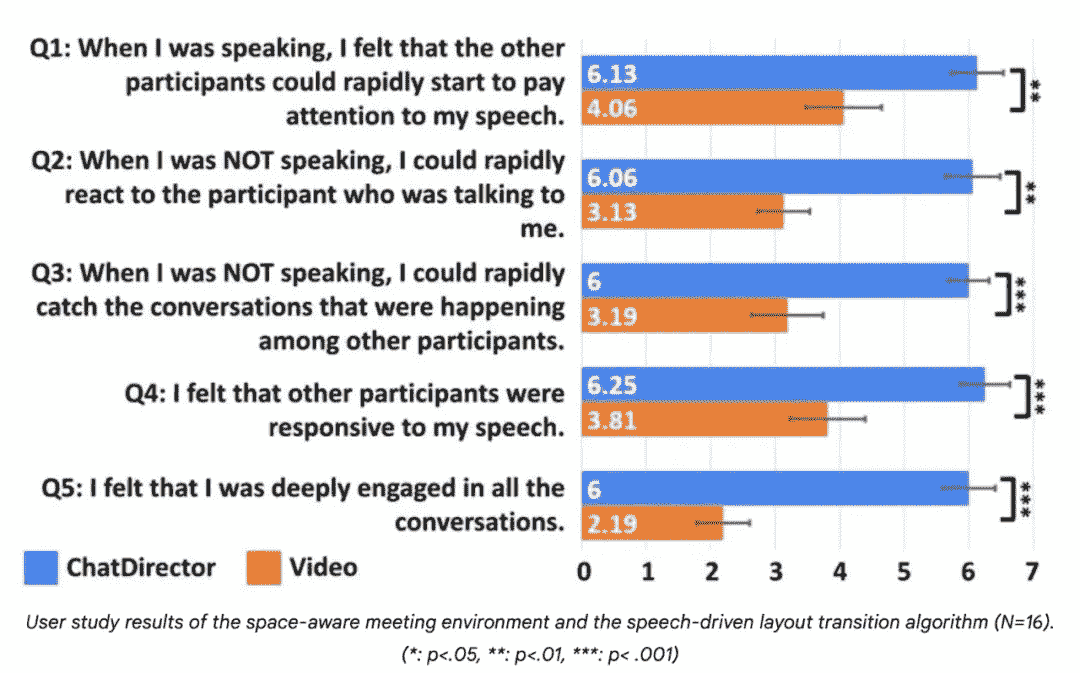 Q1: When I was speaking, I felt that the other
participants could rapidly start to pay
attention to my speech.
6.13
4.06
**
Q2: When I was NOT speaking, I could rapidly
react to the participant who was talking to
me.
6.06
3.13
**
Q3: When I was NOT speaking, I could rapidly
catch the conversations that were happening
among other participants.
6
3.19
***
Q4: I felt that other participants were
responsive to my speech.
6.25
3.81
***
Q5: I felt that I was deeply engaged in all the
conversations.
6
2.19
***
ChatDirector Video
0 1 2 3 4 5 6 7
User study results of the space-aware meeting environment and the speech-driven layout transition algorithm (N=16).
(*: p<.05, **: p<.01, ***: p< .001)